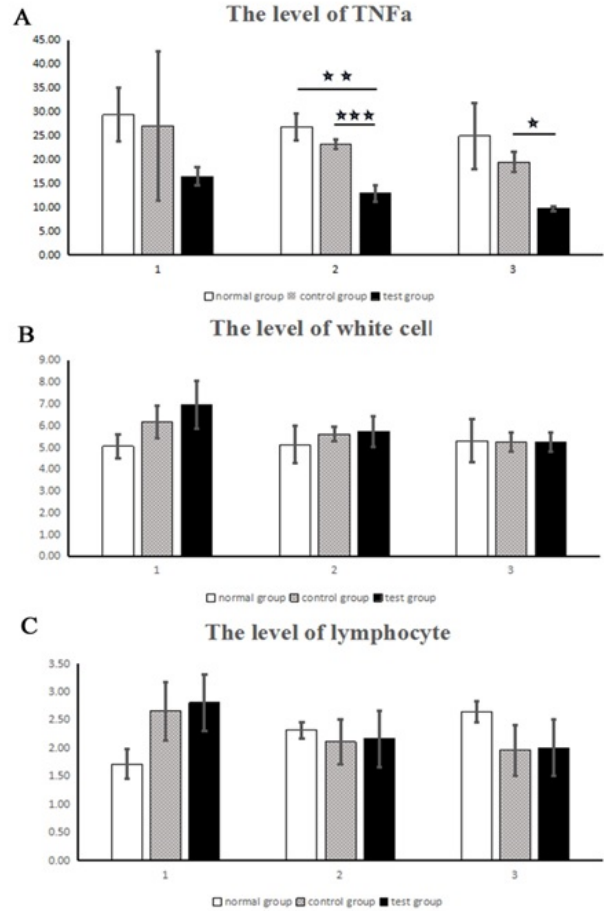 A
The level of TNFa
45.00
40.00
35.00
30.00
25.00
20.00
15.00
10.00
5.00
0.00
★ ★
★★★
★
1 2 3
normal group control group test group
B
The level of white cell
9.00
8.00
7.00
6.00
5.00
4.00
3.00
2.00
1.00
0.00
1 2 3
normal group control group test group
C
The level of lymphocyte
3.50
3.00
2.50
2.00
1.50
1.00
0.50
0.00
1 2 3
normal group control group test group